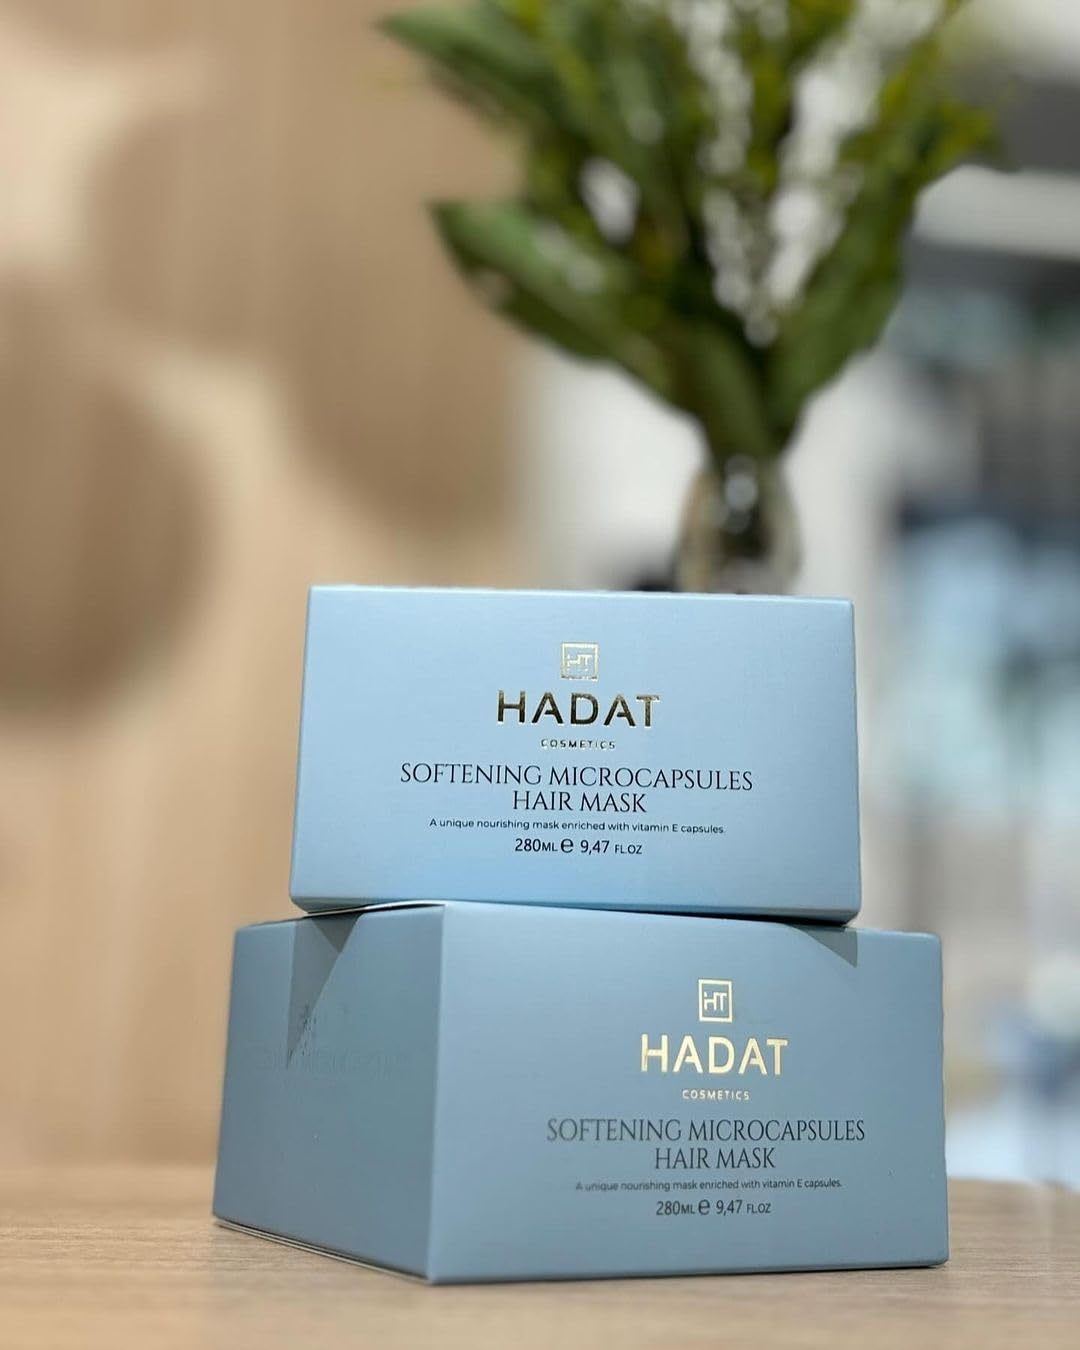 HT
HADAT
COSMETICS
SOFTENING MICROCAPSULES
HAIR MASK
A unique nourishing mask enriched with vitamin E capsules.
280ML e 9,47 FL.OZ
HT
HADAT
COSMETICS
SOFTENING MICROCAPSULES
HAIR MASK
A unique nourishing mask enriched with vitamin E capsules.
280ML e 9,47 FL.OZ